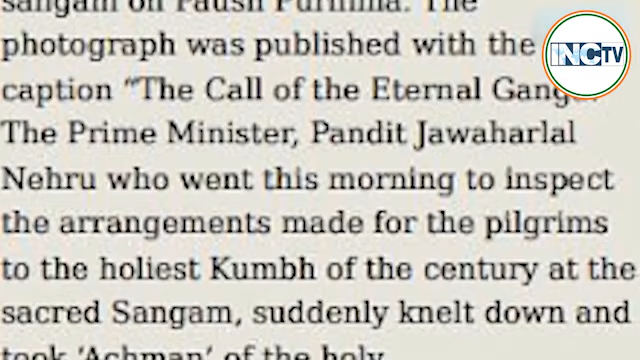 sangam on Paush Purnima. The
photograph was published with the
caption “The Call of the Eternal Gange.
The Prime Minister, Pandit Jawaharlal
Nehru who went this morning to inspect
the arrangements made for the pilgrims
to the holiest Kumbh of the century at the
sacred Sangam, suddenly knelt down and
took ‘Achman’ of the holy
INCTV